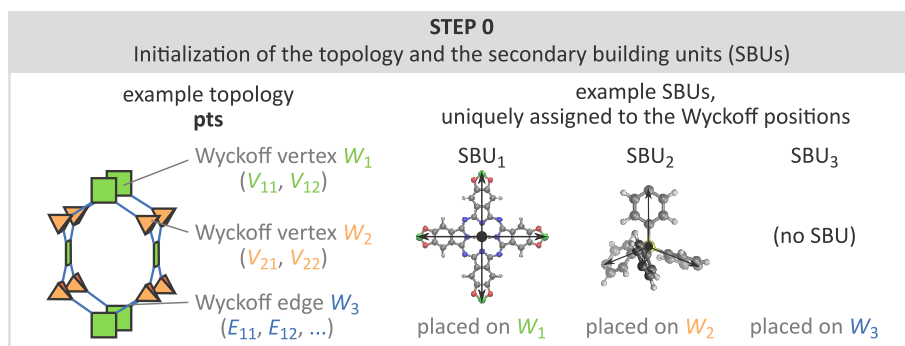 STEP 0
Initialization of the topology and the secondary building units (SBUs)
example topology
pts
Wyckoff vertex W1
(V11, V12)
Wyckoff vertex W2
(V21, V22)
Wyckoff edge W3
(E11, E12, ...)
example SBUs,
uniquely assigned to the Wyckoff positions
SBU1
SBU2
SBU3
(no SBU)
placed on W1
placed on W2
placed on W3